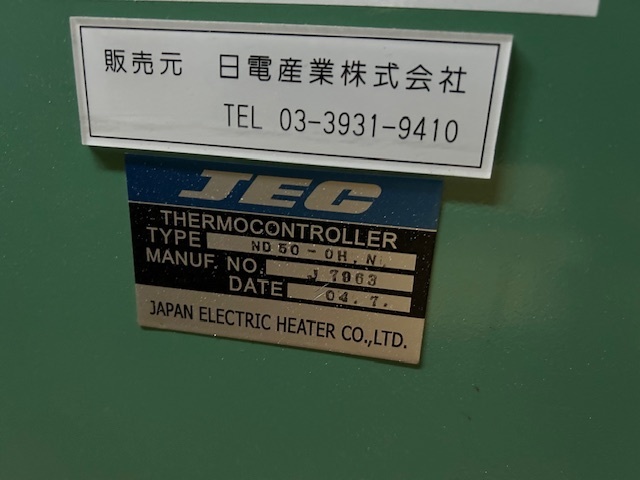 販売元 日電産業株式会社
TEL 03-3931-9410
JEC
THERMOCONTROLLER
TYPE ND50-0H.N.
MANUF. NO. J 7963
DATE 04.7.
JAPAN ELECTRIC HEATER CO.,LTD.